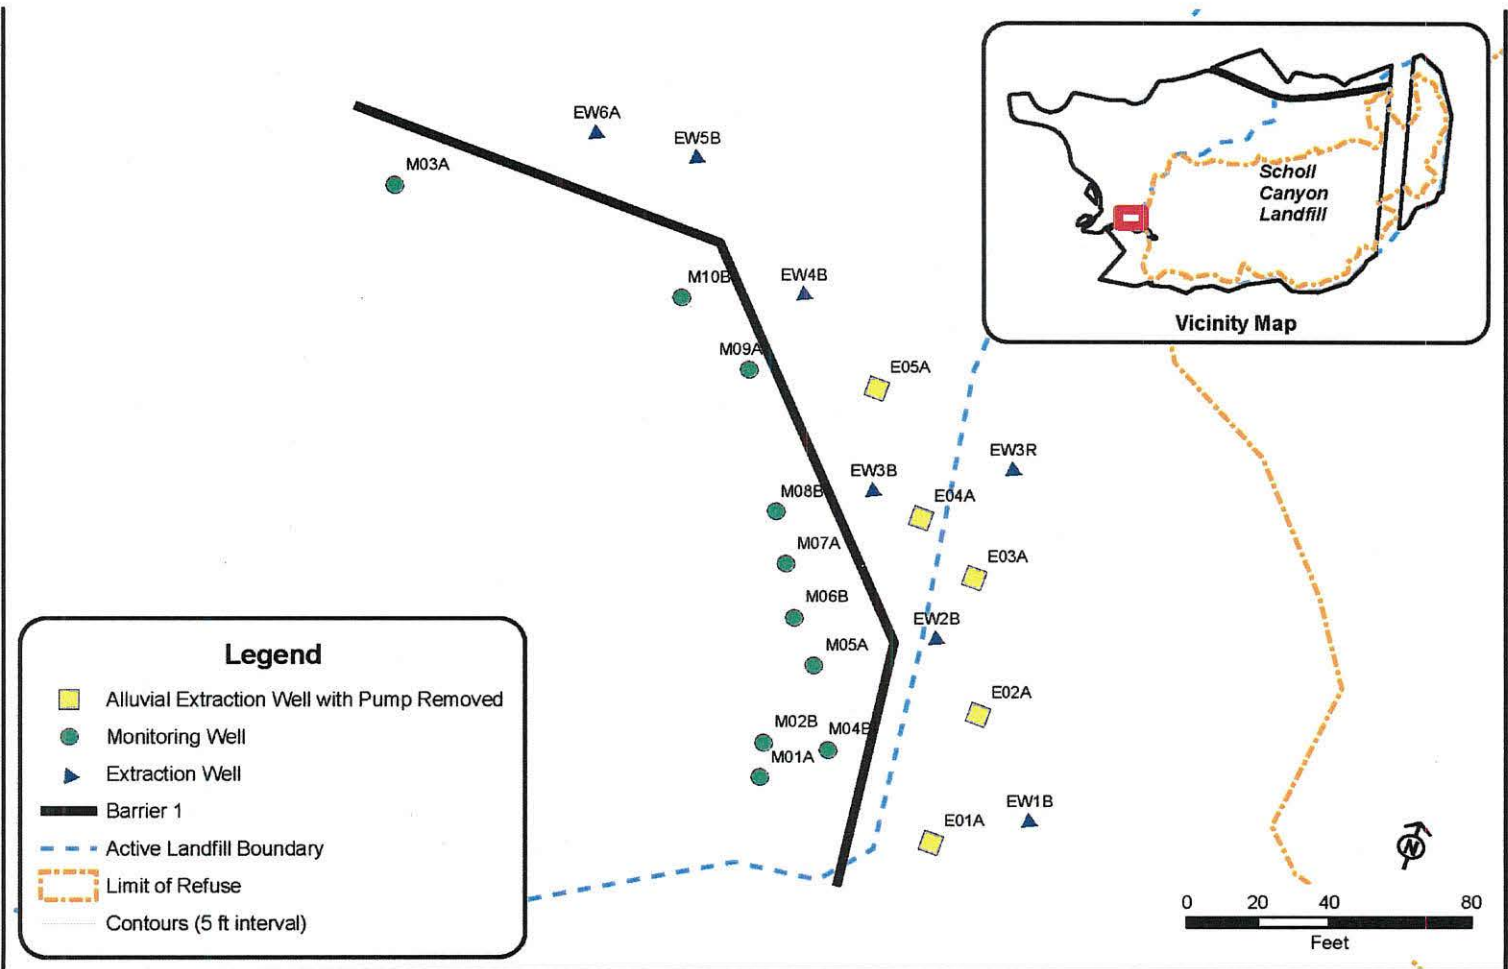 EW6A
EW5B
M03A
M10B
EW4B
M09A
E05A
EW3R
EW3B
M08B
E04A
M07A
E03A
M06B
EW2B
M05A
E02A
M02B
M04B
M01A
EW1B
E01A
Scholl
Canyon
Landfill
Vicinity Map
Legend
Alluvial Extraction Well with Pump Removed
Monitoring Well
Extraction Well
Barrier 1
Active Landfill Boundary
Limit of Refuse
Contours (5 ft interval)
N
0 20 40 80
Feet